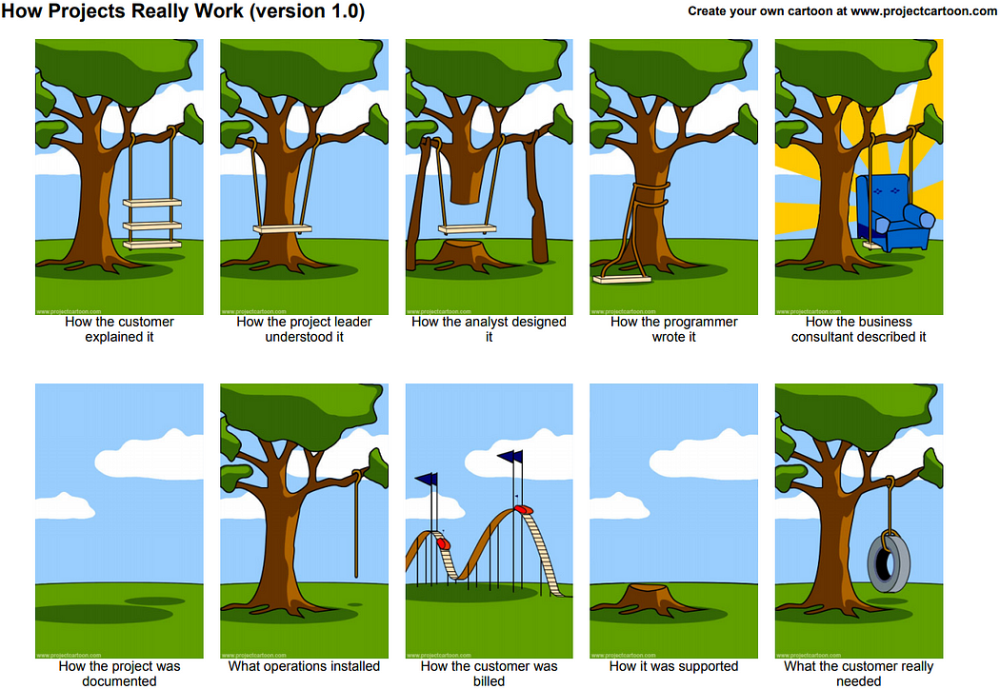 How Projects Really Work (version 1.0)
Create your own cartoon at www.projectcartoon.com
www.projectcartoon.com
www.projectcartoon.com
www.projectcartoon.com
www.projectcartoon.com
www.projectcartoon.com
How the customer
explained it
How the project leader
understood it
How the analyst designed
it
How the programmer
wrote it
How the business
consultant described it
www.projectcartoon.com
www.projectcartoon.com
www.projectcartoon.com
www.projectcartoon.com
www.projectcartoon.com
How the project was
documented
What operations installed
How the customer was
billed
How it was supported
What the customer really
needed